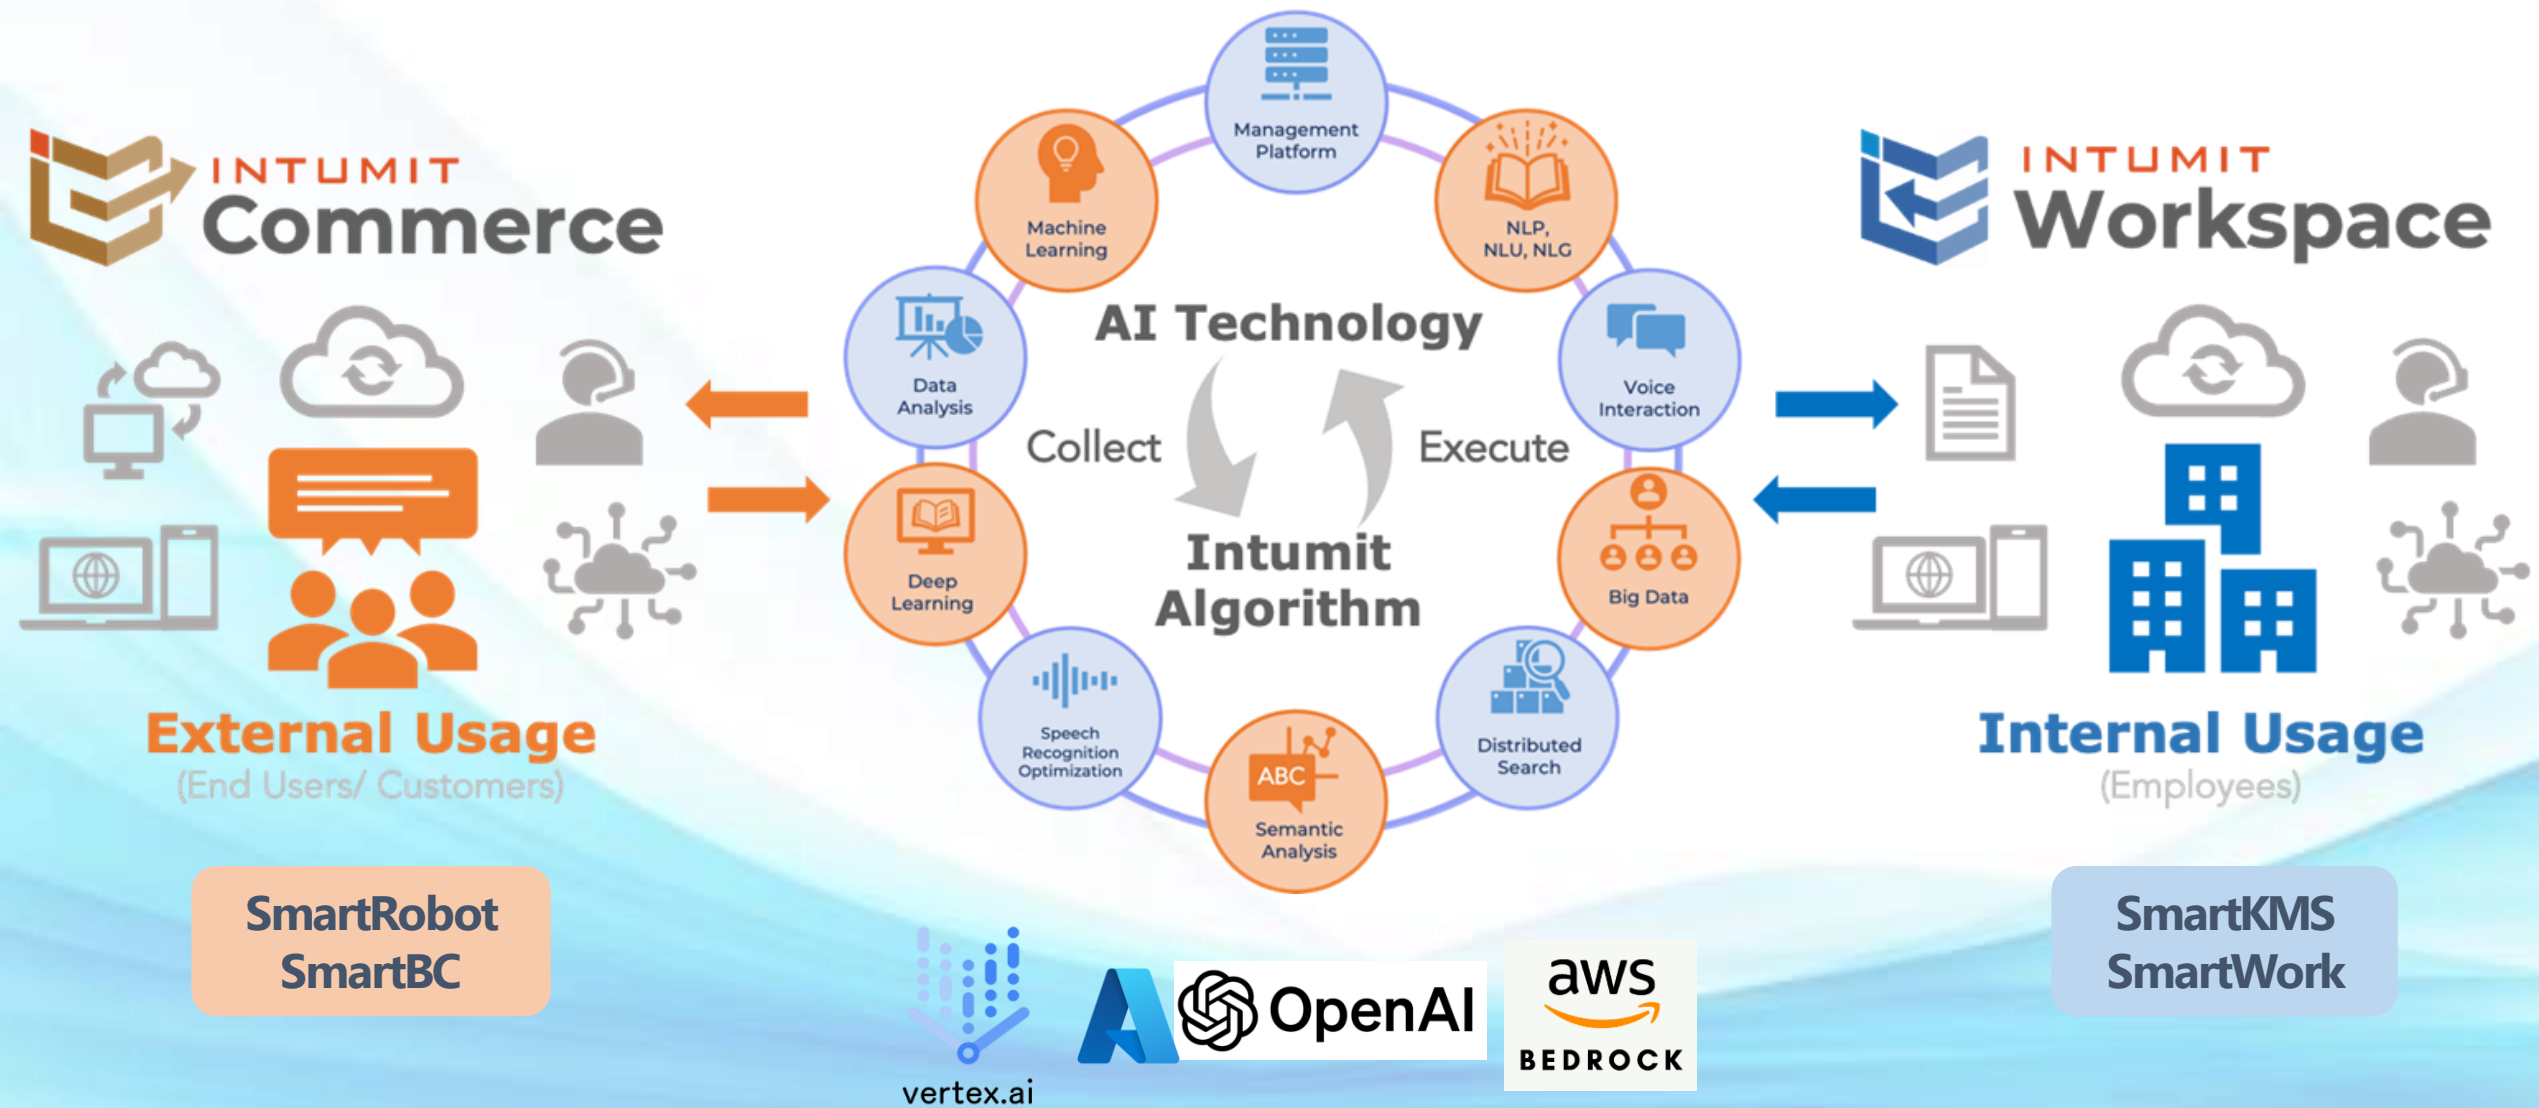 INTUMIT
Commerce
External Usage
(End Users/ Customers)
SmartRobot
SmartBC
Management
Platform
Machine
Learning
NLP,
NLU, NLG
Data
Analysis
Voice
Interaction
AI Technology
Collect
Execute
Intumit
Algorithm
Deep
Learning
Big Data
Speech
Recognition
Optimization
Distributed
Search
ABC
Semantic
Analysis
vertex.ai
OpenAI
aws
BEDROCK
INTUMIT
Workspace
Internal Usage
(Employees)
SmartKMS
SmartWork